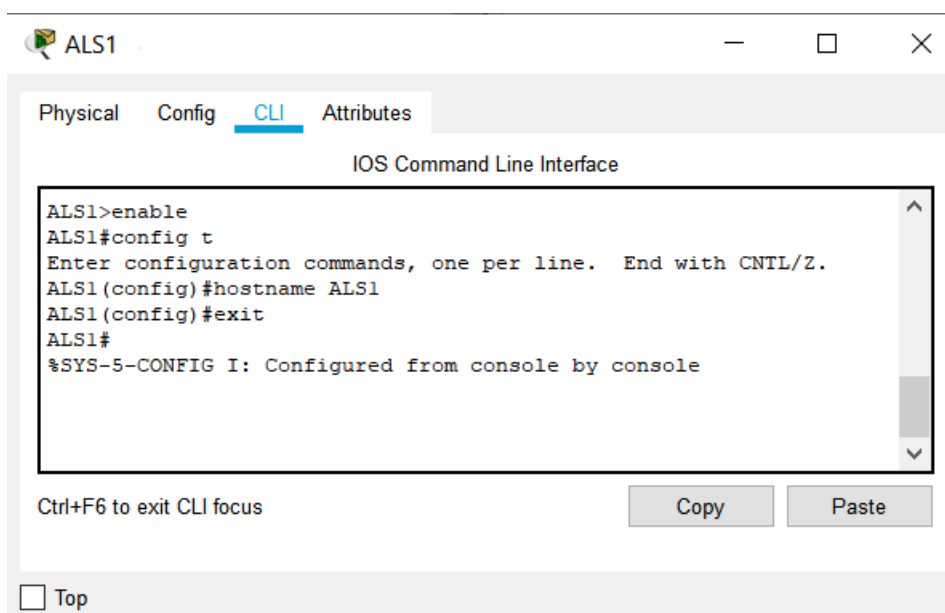 ALS1
Physical Config CLI Attributes
IOS Command Line Interface
ALS1>enable
ALS1#config t
Enter configuration commands, one per line.  End with CNTL/Z.
ALS1(config)#hostname ALS1
ALS1(config)#exit
ALS1#
%SYS-5-CONFIG I: Configured from console by console
Ctrl+F6 to exit CLI focus Copy Paste
Top